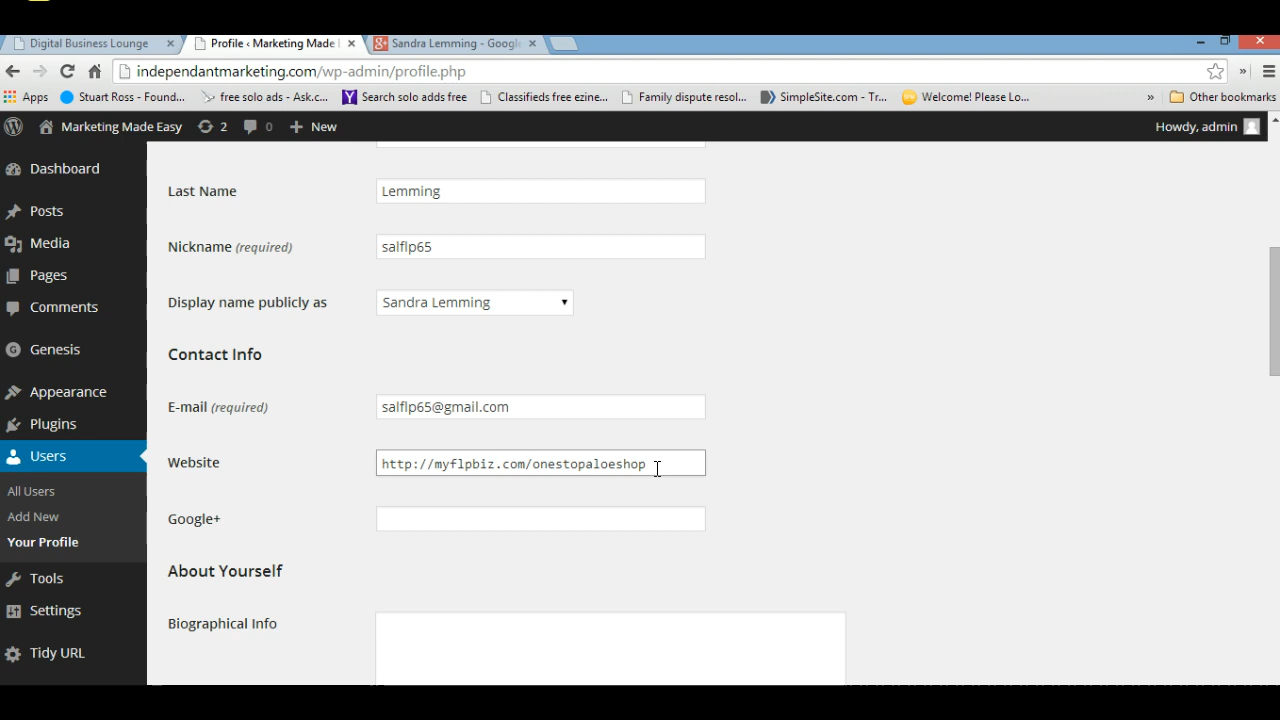 Digital Business Lounge
Profile ‹ Marketing Made
Sandra Lemming - Google
independantmarketing.com/wp-admin/profile.php
Apps
Stuart Ross - Found...
free solo ads - Ask.c...
Search solo adds free
Classifieds free ezine...
Family dispute resol...
SimpleSite.com - Tr...
Welcome! Please Lo...
»
Other bookmarks
Marketing Made Easy
2
0
New
Howdy, admin
Dashboard
Posts
Media
Pages
Comments
Genesis
Appearance
Plugins
Users
All Users
Add New
Your Profile
Tools
Settings
Tidy URL
Last Name
Lemming
Nickname (required)
salflp65
Display name publicly as
Sandra Lemming
Contact Info
E-mail (required)
salflp65@gmail.com
Website
http://myflpbiz.com/onestopaloeshop
Google+
About Yourself
Biographical Info